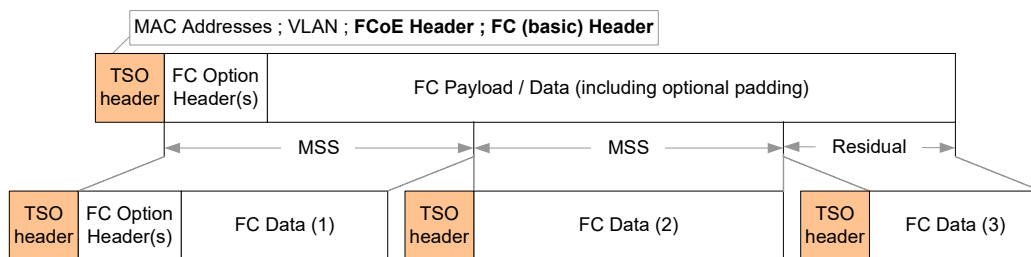 MAC Addresses ; VLAN ; FCoE Header ; FC (basic) Header
TSO
header
FC Option
Header(s)
FC Payload / Data (including optional padding)
MSS
MSS
Residual
TSO
header
FC Option
Header(s)
FC Data (1)
TSO
header
FC Data (2)
TSO
header
FC Data (3)